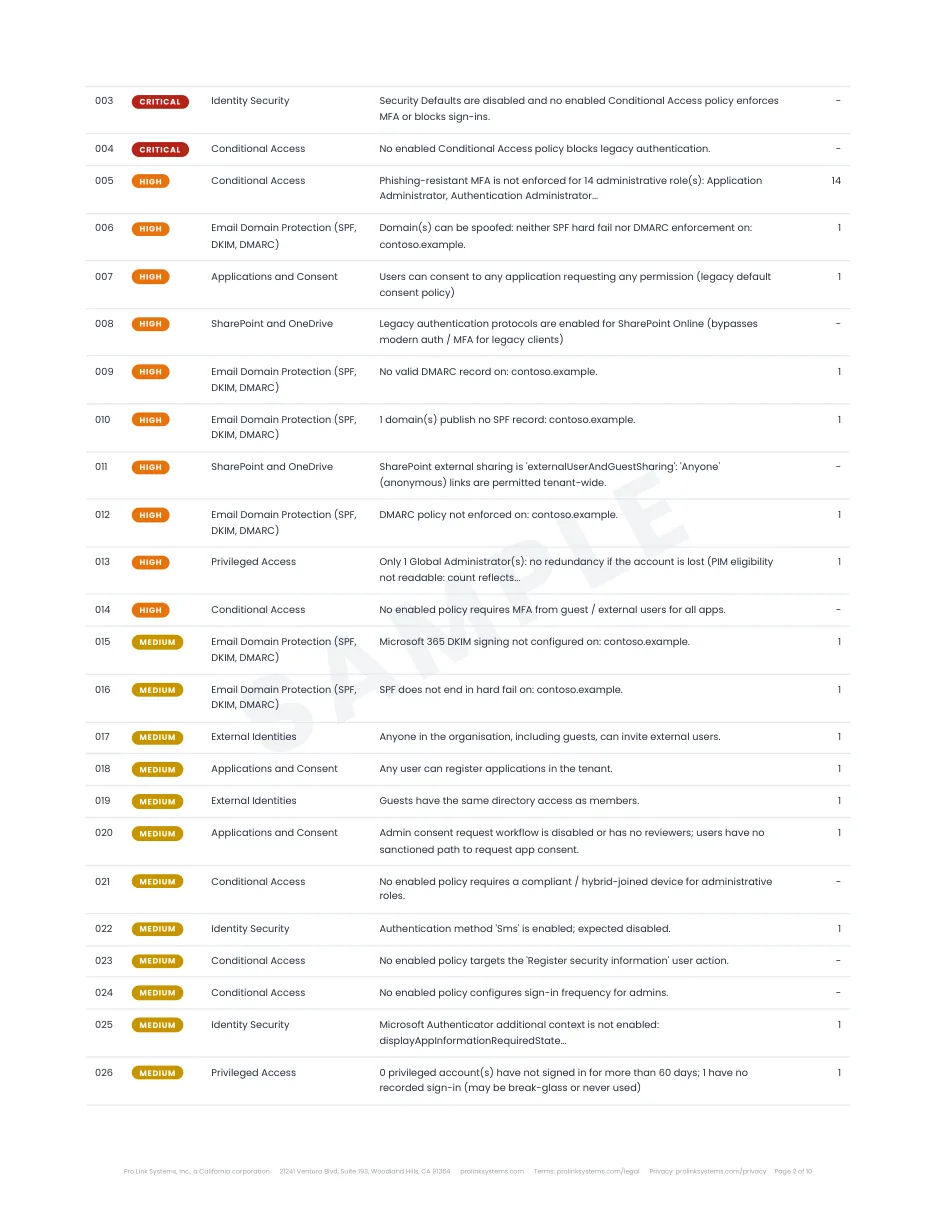 003 CRITICAL Identity Security Security Defaults are disabled and no enabled Conditional Access policy enforces –
MFA or blocks sign-ins.
004 CRITICAL Conditional Access No enabled Conditional Access policy blocks legacy authentication. –
005 HIGH Conditional Access Phishing-resistant MFA is not enforced for 14 administrative role(s): Application 14
Administrator, Authentication Administrator…
006 HIGH Email Domain Protection (SPF, Domain(s) can be spoofed: neither SPF hard fail nor DMARC enforcement on: 1
DKIM, DMARC) contoso.example.
007 HIGH Applications and Consent Users can consent to any application requesting any permission (legacy default 1
consent policy)
008 HIGH SharePoint and OneDrive Legacy authentication protocols are enabled for SharePoint Online (bypasses –
modern auth / MFA for legacy clients)
009 HIGH Email Domain Protection (SPF, No valid DMARC record on: contoso.example. 1
DKIM, DMARC)
010 HIGH Email Domain Protection (SPF, 1 domain(s) publish no SPF record: contoso.example. 1
DKIM, DMARC)
011 HIGH SharePoint and OneDrive SharePoint external sharing is 'externalUserAndGuestSharing': 'Anyone' –
(anonymous) links are permitted tenant-wide.
012 HIGH Email Domain Protection (SPF, DMARC policy not enforced on: contoso.example. 1
DKIM, DMARC)
013 HIGH Privileged Access Only 1 Global Administrator(s): no redundancy if the account is lost (PIM eligibility 1
not readable: count reflects…
014 HIGH Conditional Access No enabled policy requires MFA from guest / external users for all apps. –
015 MEDIUM Email Domain Protection (SPF, Microsoft 365 DKIM signing not configured on: contoso.example. 1
DKIM, DMARC)
016 MEDIUM Email Domain Protection (SPF, SPF does not end in hard fail on: contoso.example. 1
DKIM, DMARC)
017 MEDIUM External Identities Anyone in the organisation, including guests, can invite external users. 1
018 MEDIUM Applications and Consent Any user can register applications in the tenant. 1
019 MEDIUM External Identities Guests have the same directory access as members. 1
020 MEDIUM Applications and Consent Admin consent request workflow is disabled or has no reviewers; users have no 1
sanctioned path to request app consent.
021 MEDIUM Conditional Access No enabled policy requires a compliant / hybrid-joined device for administrative –
roles.
022 MEDIUM Identity Security Authentication method 'Sms' is enabled; expected disabled. 1
023 MEDIUM Conditional Access No enabled policy targets the 'Register security information' user action. –
024 MEDIUM Conditional Access No enabled policy configures sign-in frequency for admins. –
025 MEDIUM Identity Security Microsoft Authenticator additional context is not enabled: 1
displayAppInformationRequiredState…
026 MEDIUM Privileged Access 0 privileged account(s) have not signed in for more than 60 days; 1 have no 1
recorded sign-in (may be break-glass or never used)
SAMPLE
Pro Link Systems, Inc., a California corporation 21241 Ventura Blvd, Suite 193, Woodland Hills, CA 91364 prolinksystems.com Terms: prolinksystems.com/legal Privacy: prolinksystems.com/privacy Page 2 of 10